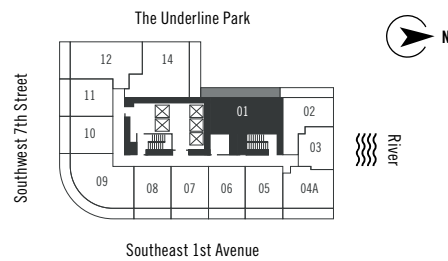 The Underline Park
N
12
14
11
01
02
Southwest 7th Street
10
03
River
09
08
07
06
05
04A
Southeast 1st Avenue